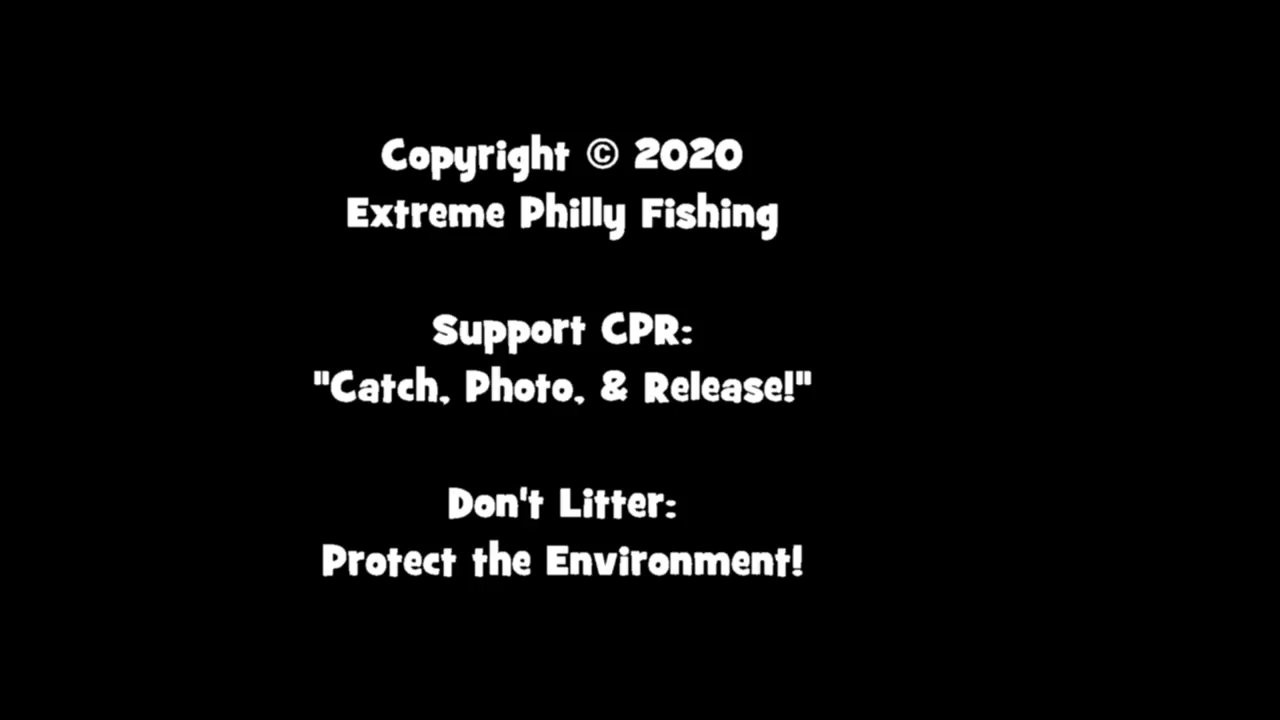 Copyright © 2020
Extreme Philly Fishing
Support CPR:
"Catch, Photo, & Release!"
Don't Litter:
Protect the Environment!